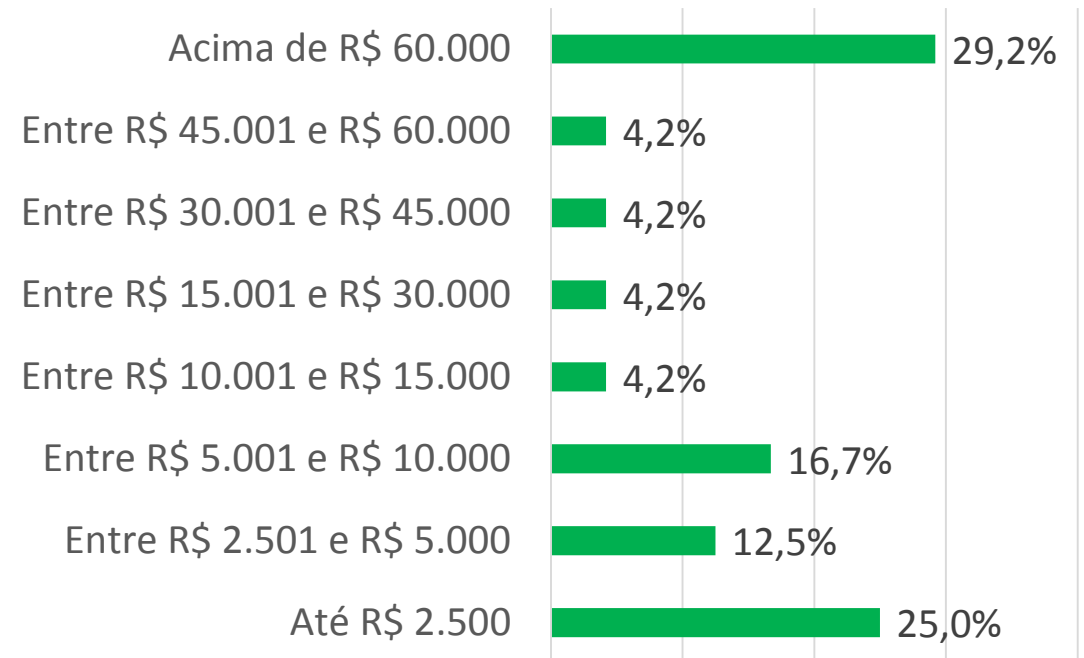 Acima de R$ 60.000 29,2%
Entre R$ 45.001 e R$ 60.000 4,2%
Entre R$ 30.001 e R$ 45.000 4,2%
Entre R$ 15.001 e R$ 30.000 4,2%
Entre R$ 10.001 e R$ 15.000 4,2%
Entre R$ 5.001 e R$ 10.000 16,7%
Entre R$ 2.501 e R$ 5.000 12,5%
Até R$ 2.500 25,0%